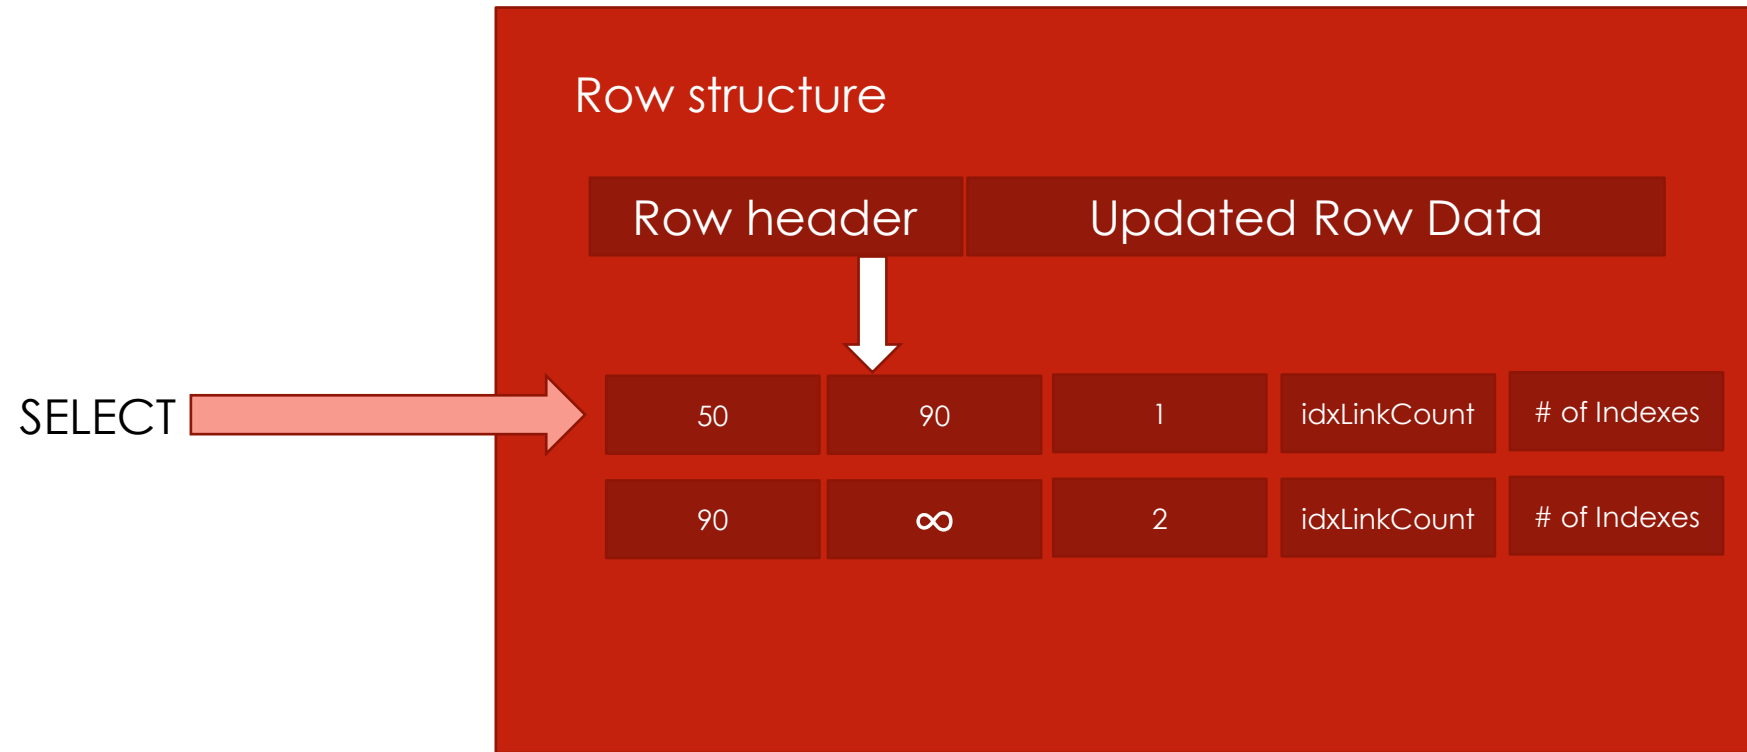 Row structure
Row header Updated Row Data
SELECT 50 90 1 idxLinkCount # of Indexes
90 ∞ 2 idxLinkCount # of Indexes